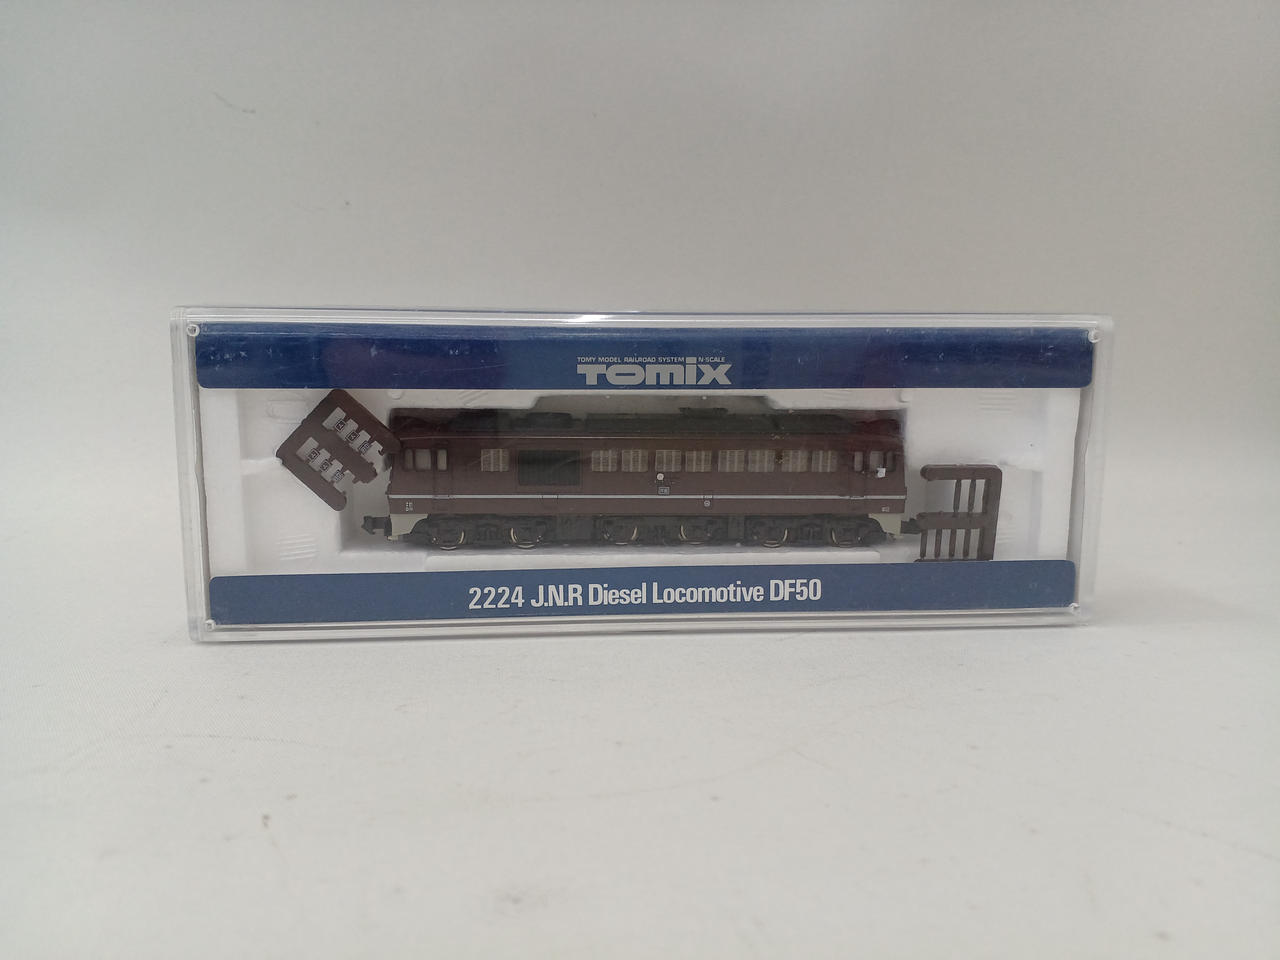 TOMY MODEL RAILROAD SYSTEM N-SCALE
TOMIX
2224 J.N.R Diesel Locomotive DF50